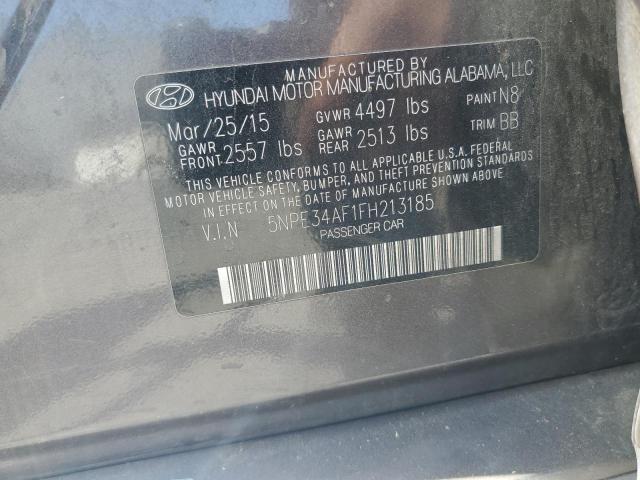 MANUFACTURED BY
HYUNDAI MOTOR MANUFACTURING ALABAMA, LLC
Mar/25/15 GVWR 4497 lbs PAINT N8
GAWR FRONT 2557 lbs GAWR REAR 2513 lbs TRIM BB
THIS VEHICLE CONFORMS TO ALL APPLICABLE U.S.A. FEDERAL
MOTOR VEHICLE SAFETY, BUMPER, AND THEFT PREVENTION STANDARDS
IN EFFECT ON THE DATE OF MANUFACTURE SHOWN ABOVE.
V.I.N 5NPE34AF1FH213185
PASSENGER CAR